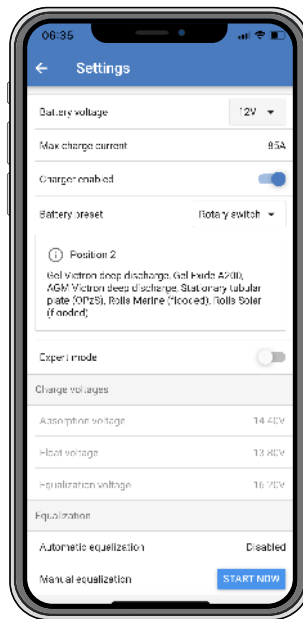 06:35
Settings
Battery voltage 12V
Max charge current 85A
Charger enabled
Battery preset Rotary switch
Position 2
Gel Victron deep discharge, Gel Exide A200,
AGM Victron deep discharge, Stationary tubular
plate (OPzS), Rolls Marine (flooded), Rolls Solar
(flooded)
Expert mode
Charge voltages
Absorption voltage 14.40V
Float voltage 13.80V
Equalization voltage 16.20V
Equalization
Automatic equalization Disabled
Manual equalization START NOW